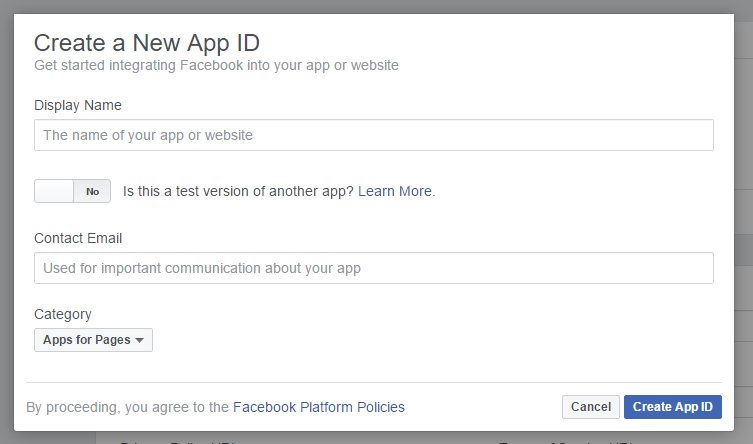 Create a New App ID
Get started integrating Facebook into your app or website
Display Name
The name of your app or website
No
Is this a test version of another app? Learn More.
Contact Email
Used for important communication about your app
Category
Apps for Pages
By proceeding, you agree to the Facebook Platform Policies
Cancel
Create App ID